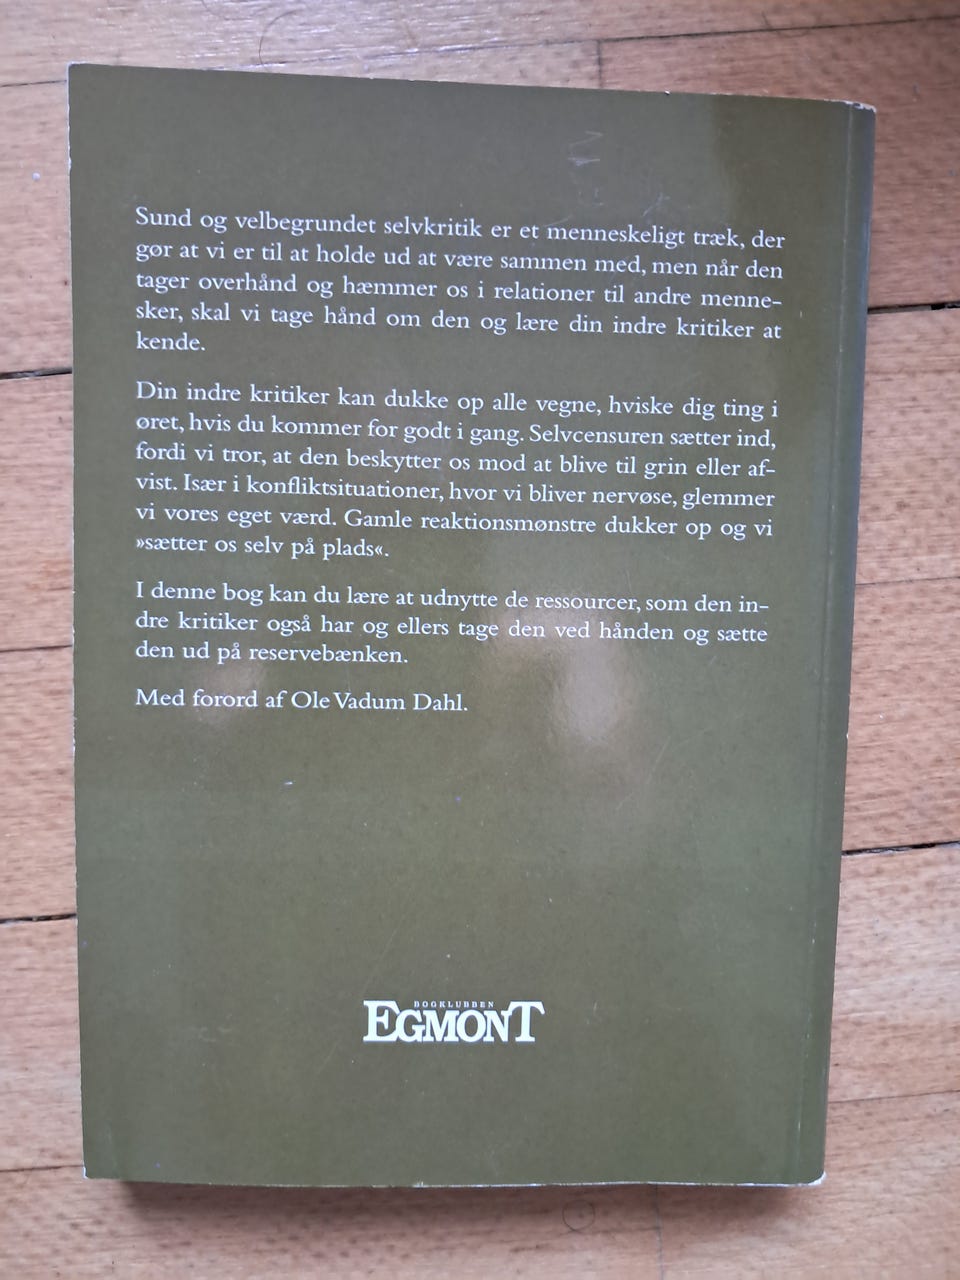 Sund og velbegrundet selvkritik er et menneskeligt træk, der
gør at vi er til at holde ud at være sammen med, men når den
tager overhånd og hæmmer os i relationer til andre menne-
sker, skal vi tage hånd om den og lære din indre kritiker at
kende.
Din indre kritiker kan dukke op alle vegne, hviske dig ting i
øret, hvis du kommer for godt i gang. Selvcensuren sætter ind,
fordi vi tror, at den beskytter os mod at blive til grin eller af-
vist. Især i konfliktsituationer, hvor vi bliver nervøse, glemmer
vi vores eget værd. Gamle reaktionsmønstre dukker op og vi
»sætter os selv på plads«.
I denne bog kan du lære at udnytte de ressourcer, som den in-
dre kritiker også har og ellers tage den ved hånden og sætte
den ud på reservebænken.
Med forord af Ole Vadum Dahl.
BOGKLUBBEN
EGMONT